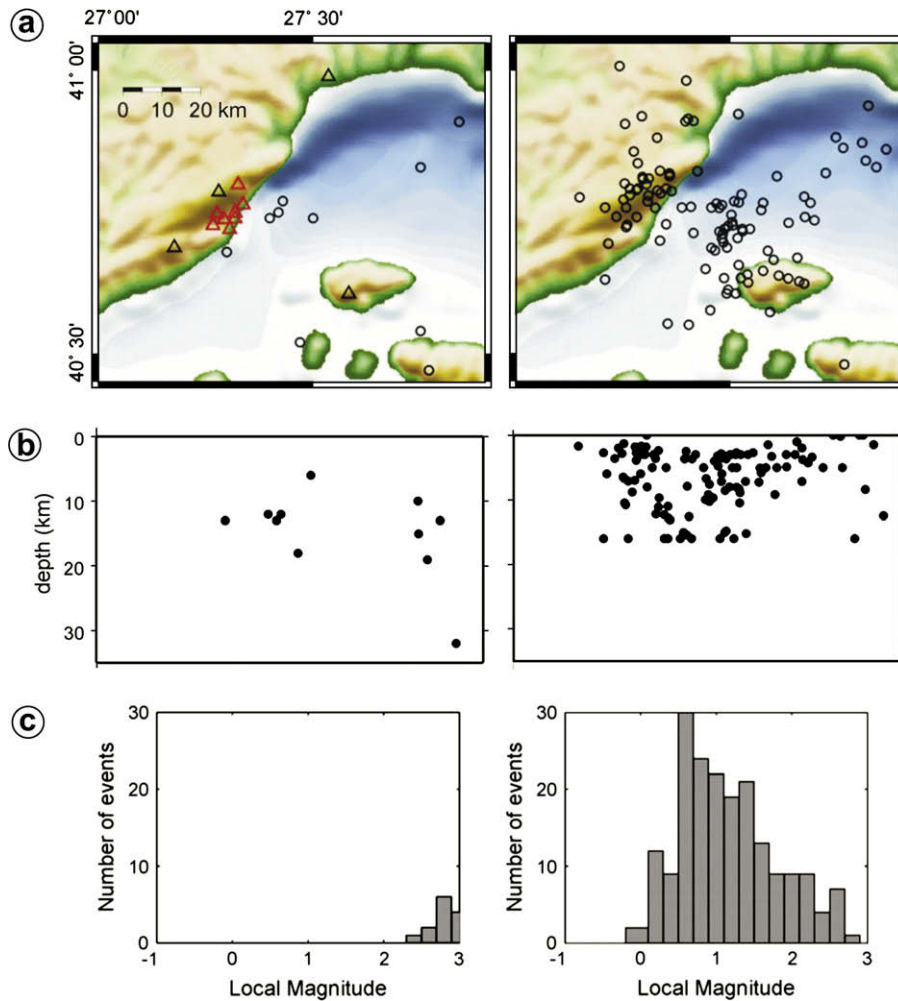 27° 00' 27° 30'
a
41° 00'
0 10 20 km
40° 30'
b
0
10
20
30
depth (km)
c
30
20
10
0
Number of events
-1 0 1 2 3
Local Magnitude
30
20
10
0
Number of events
-1 0 1 2 3
Local Magnitude